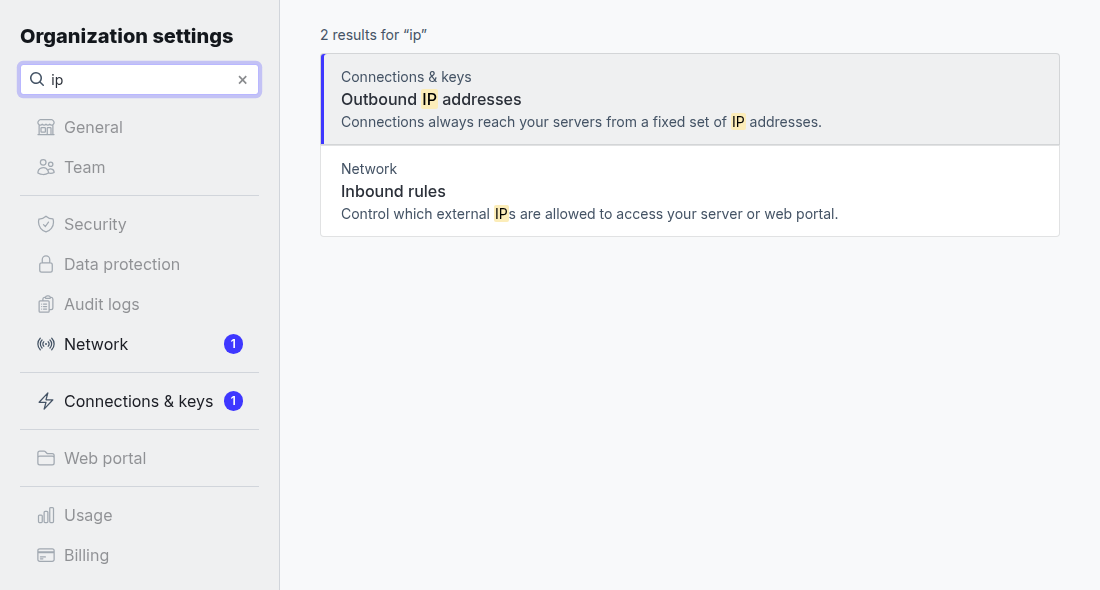 Organization settings
ip
General
Team
Security
Data protection
Audit logs
Network 1
Connections & keys 1
Web portal
Usage
Billing
2 results for “ip”
Connections & keys
Outbound IP addresses
Connections always reach your servers from a fixed set of IP addresses.
Network
Inbound rules
Control which external IPs are allowed to access your server or web portal.